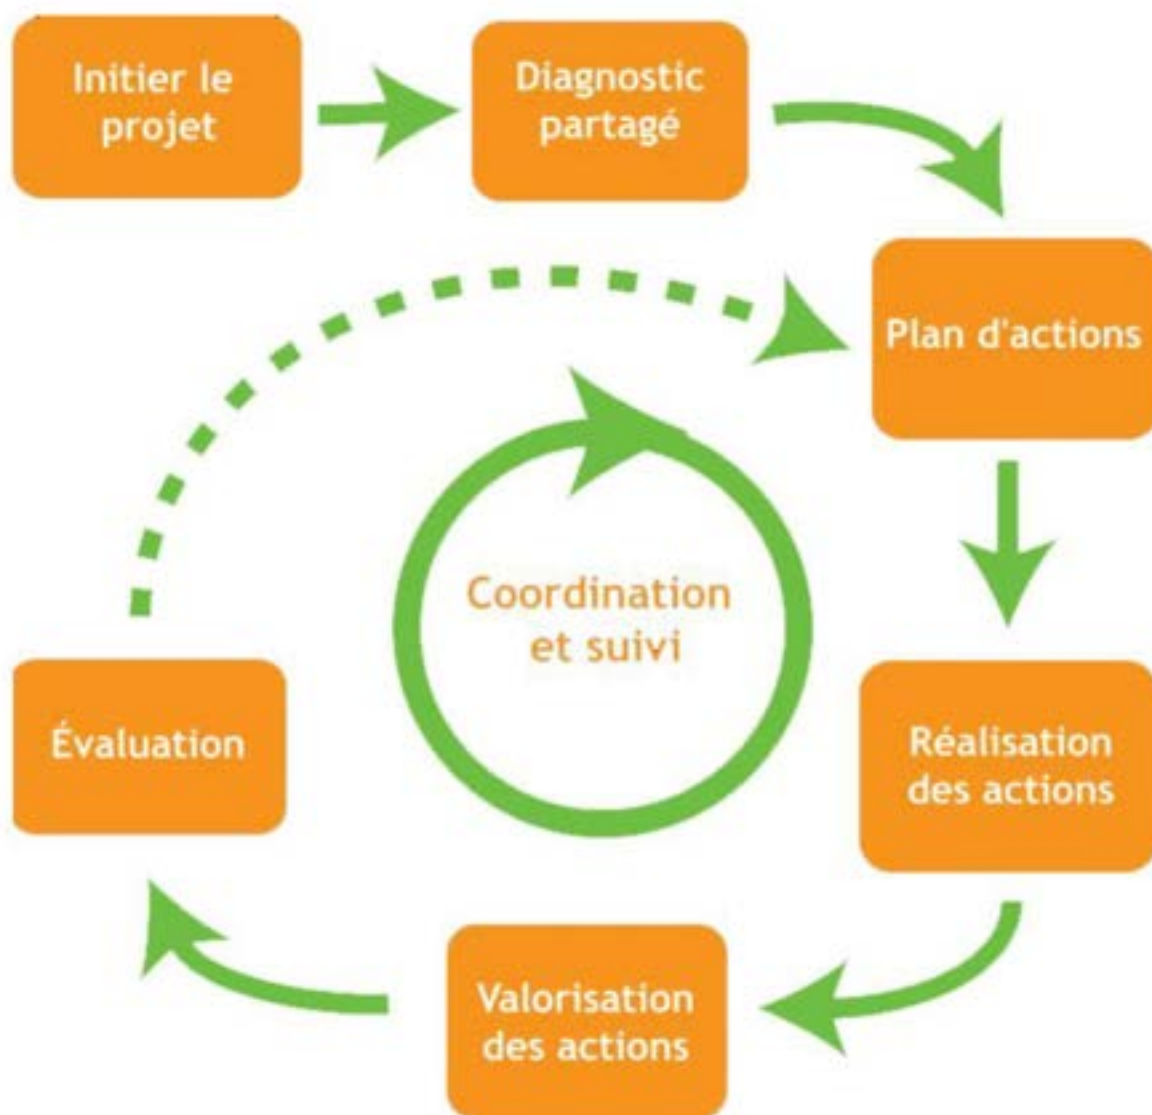 Initier le
projet
Diagnostic
partagé
Plan d'actions
Coordination
et suivi
Évaluation
Réalisation
des actions
Valorisation
des actions